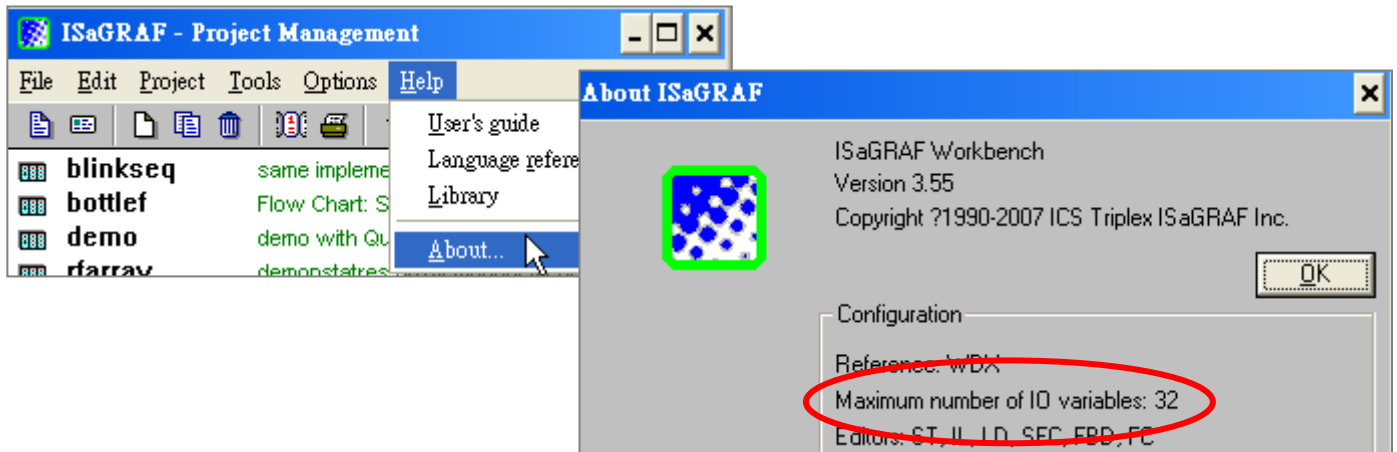 ISaGRAF - Project Management
File Edit Project Tools Options Help
User's guide
Language refere
Library
About...
blinkseq same impleme
bottlef Flow Chart: S
demo demo with Qu
rfarray demonstatres
About ISaGRAF
ISaGRAF Workbench
Version 3.55
Copyright ?1990-2007 ICS Triplex ISaGRAF Inc.
OK
Configuration
Reference: WDX
Maximum number of IO variables: 32
Editors: ST, IL, LD, SFC, FBD, FC